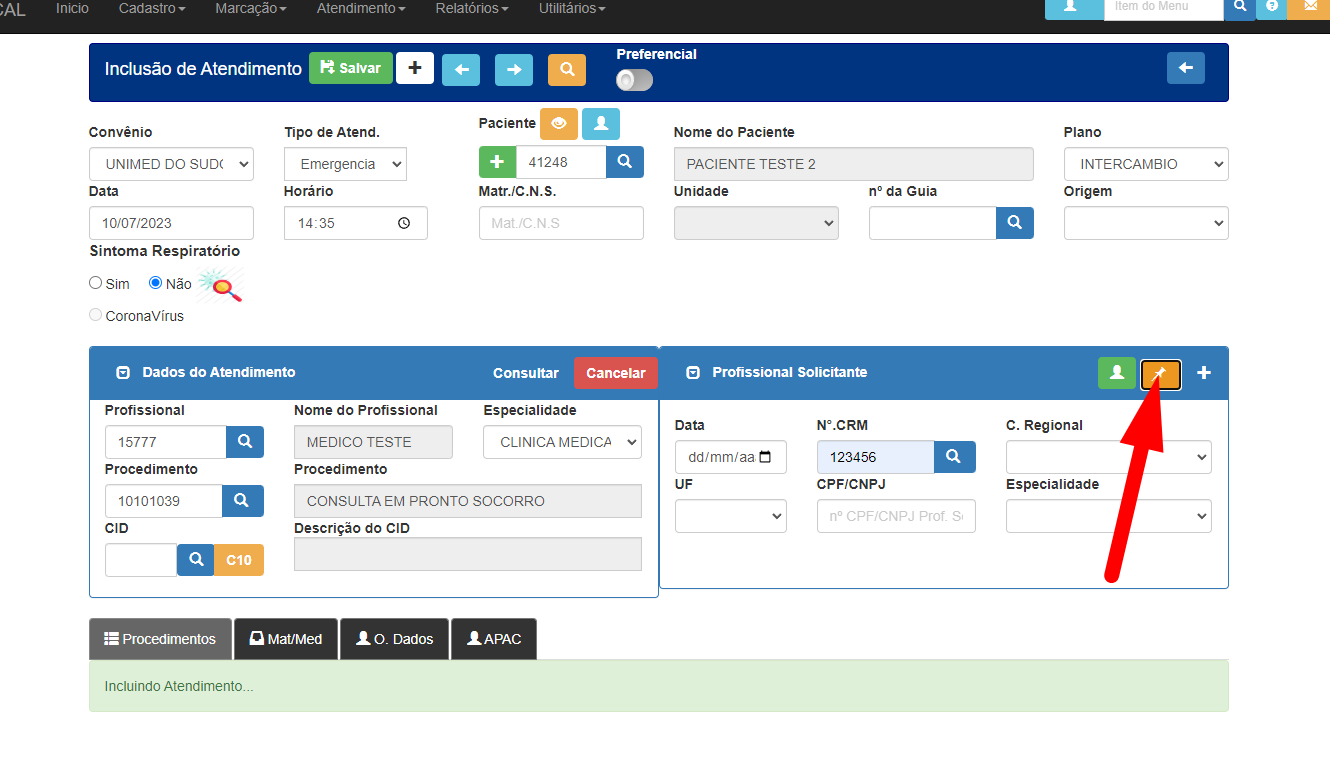 CAL Inicio Cadastro Marcação Atendimento Relatórios Utilitários Item do Menu
Inclusão de Atendimento Salvar Preferencial
Convênio Tipo de Atend. Paciente Nome do Paciente Plano
UNIMED DO SUDO Emergencia 41248 PACIENTE TESTE 2 INTERCAMBIO
Data Horário Matr./C.N.S. Unidade nº da Guia Origem
10/07/2023 14:35 Mat./C.N.S
Sintoma Respiratório
Sim Não
CoronaVírus
Dados do Atendimento Consultar Cancelar
Profissional Nome do Profissional Especialidade
15777 MEDICO TESTE CLINICA MEDICA
Procedimento Procedimento
10101039 CONSULTA EM PRONTO SOCORRO
CID Descrição do CID
C10
Profissional Solicitante
Data N°.CRM C. Regional
dd/mm/aa 123456
UF CPF/CNPJ Especialidade
nº CPF/CNPJ Prof. S
Procedimentos Mat/Med O. Dados APAC
Incluindo Atendimento...